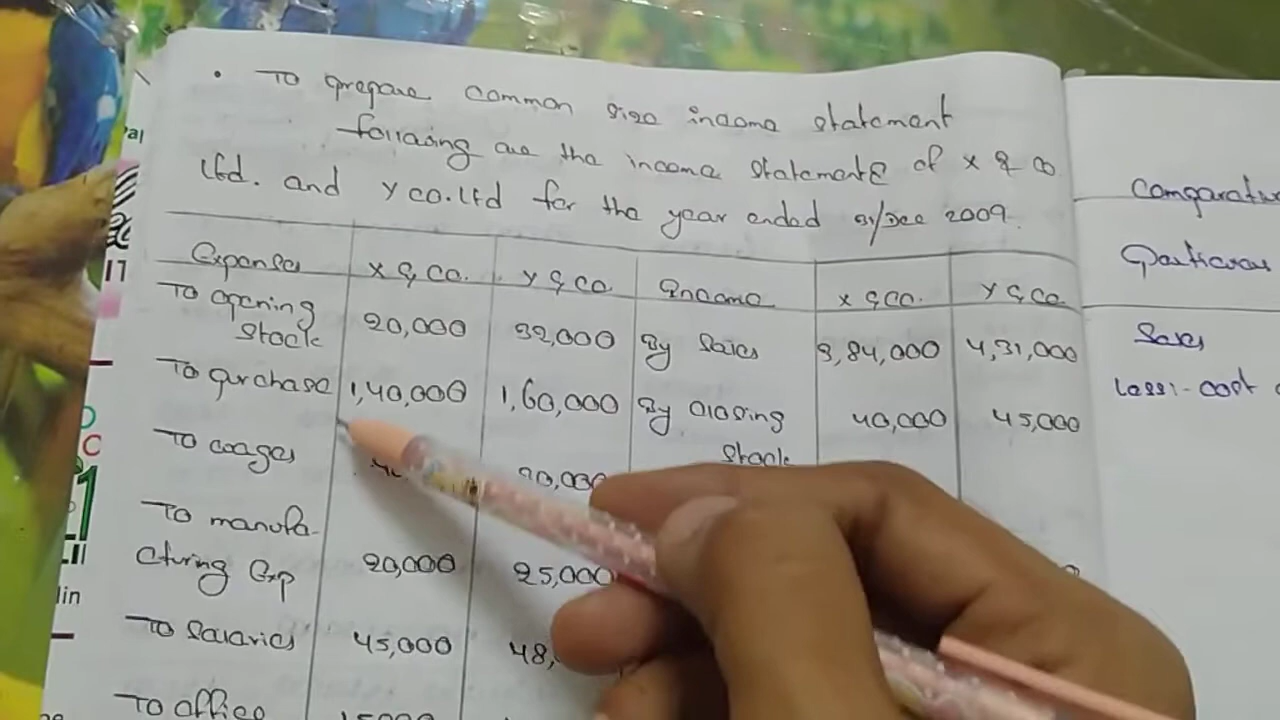 • To prepare common size income statement
following are the income statements of X & Co
Ltd. and Y Co. Ltd for the year ended 31/Dec 2009.
Expenses X & Co. Y & Co. Income X & Co. Y & Co
To opening
Stock 20,000 32,000 By Sales 3,84,000 4,31,000
To purchase 1,40,000 1,60,000 By closing
Stock 40,000 45,000
To wages
To manufa-
cturing Exp 20,000 25,000
To Salaries 45,000 48,
To office
Comparative
Particulars
Sales
Less:- Cost